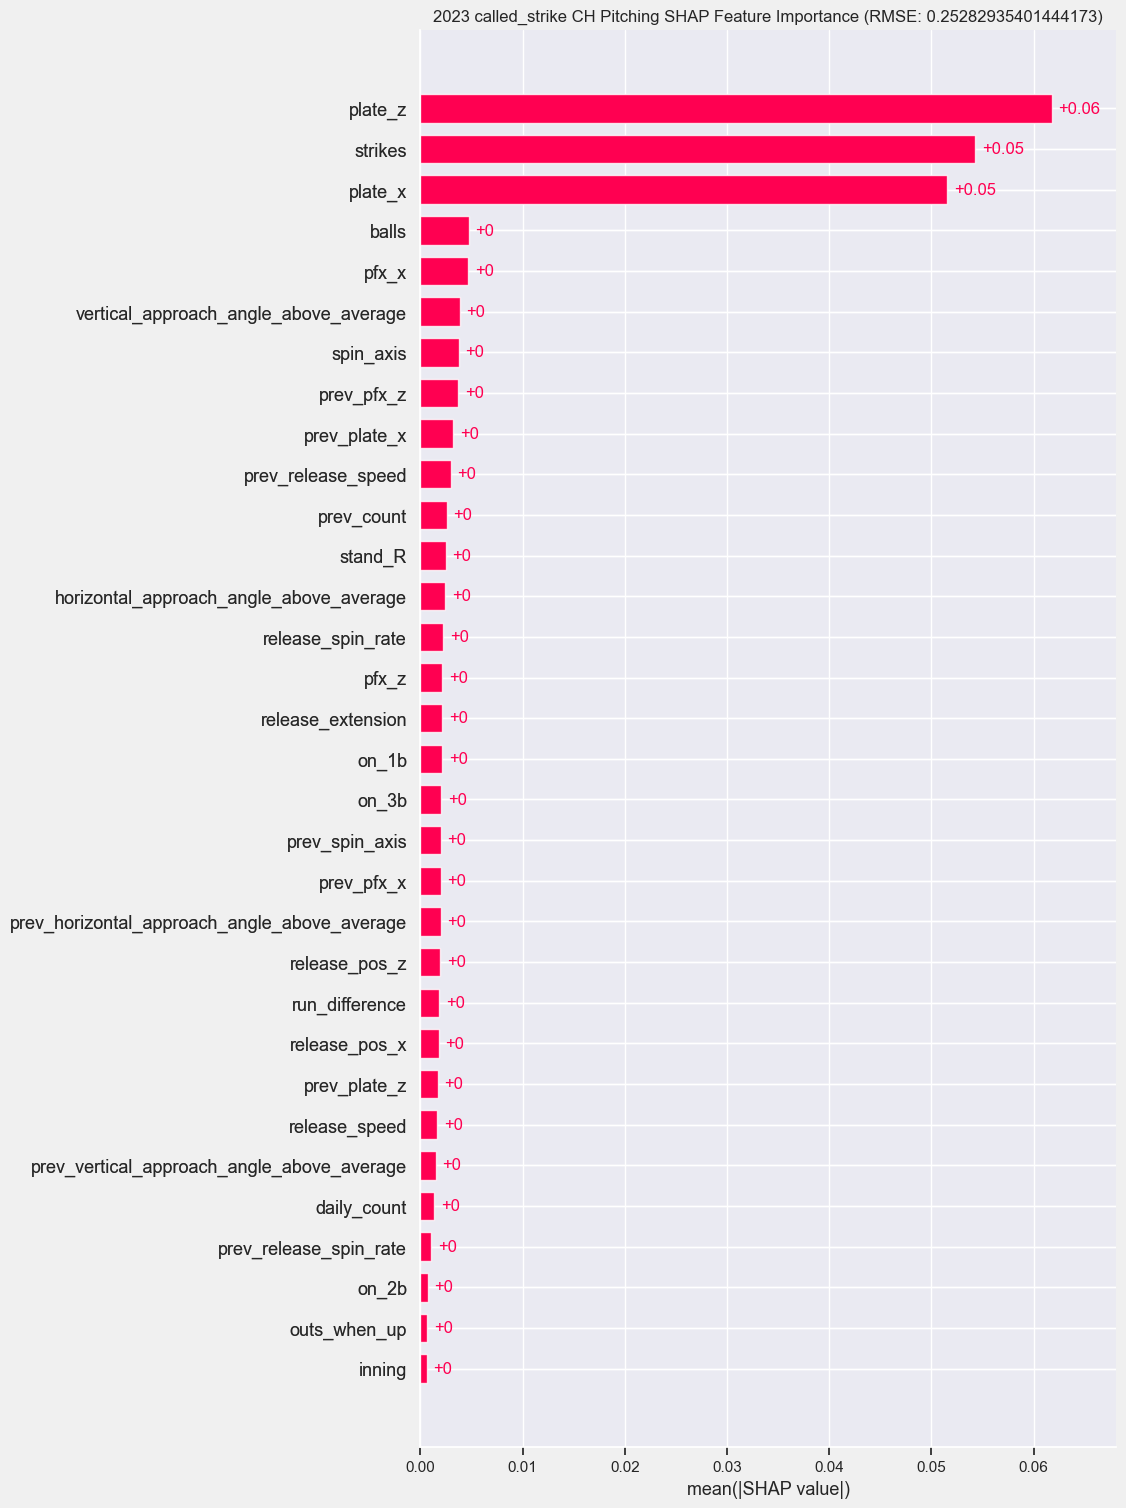 2023 called_strike CH Pitching SHAP Feature Importance (RMSE: 0.25282935401444173)
plate_z +0.06
strikes +0.05
plate_x +0.05
balls +0
pfx_x +0
vertical_approach_angle_above_average +0
spin_axis +0
prev_pfx_z +0
prev_plate_x +0
prev_release_speed +0
prev_count +0
stand_R +0
horizontal_approach_angle_above_average +0
release_spin_rate +0
pfx_z +0
release_extension +0
on_1b +0
on_3b +0
prev_spin_axis +0
prev_pfx_x +0
prev_horizontal_approach_angle_above_average +0
release_pos_z +0
run_difference +0
release_pos_x +0
prev_plate_z +0
release_speed +0
prev_vertical_approach_angle_above_average +0
daily_count +0
prev_release_spin_rate +0
on_2b +0
outs_when_up +0
inning +0
0.00 0.01 0.02 0.03 0.04 0.05 0.06
mean(|SHAP value|)